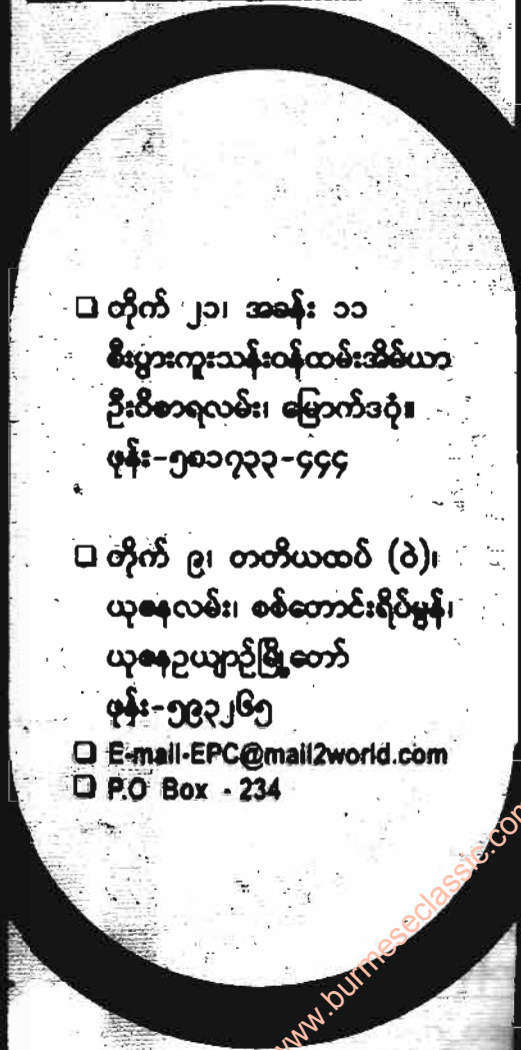 ❑ တိုက် ၂၁၊ အခန်း ၁၁
စီးပွားကူးသန်းဝန်ထမ်းအိမ်ယာ
ဦးဝိစာရလမ်း၊ မြောက်ဒဂုံ။
ဖုန်း-၅၈၁၇၃၃-၄၄၄
❑ တိုက် ၉၊ တတိယထပ် (ဝဲ)၊
ယုဇနလမ်း၊ စစ်တောင်းရိပ်မွန်၊
ယုဇနဥယျာဉ်မြို့တော်
ဖုန်း-၅၉၃၂၆၅
❑ E-mail-EPC@mail2world.com
❑ P.O Box - 234
www.burmeseclassic.com